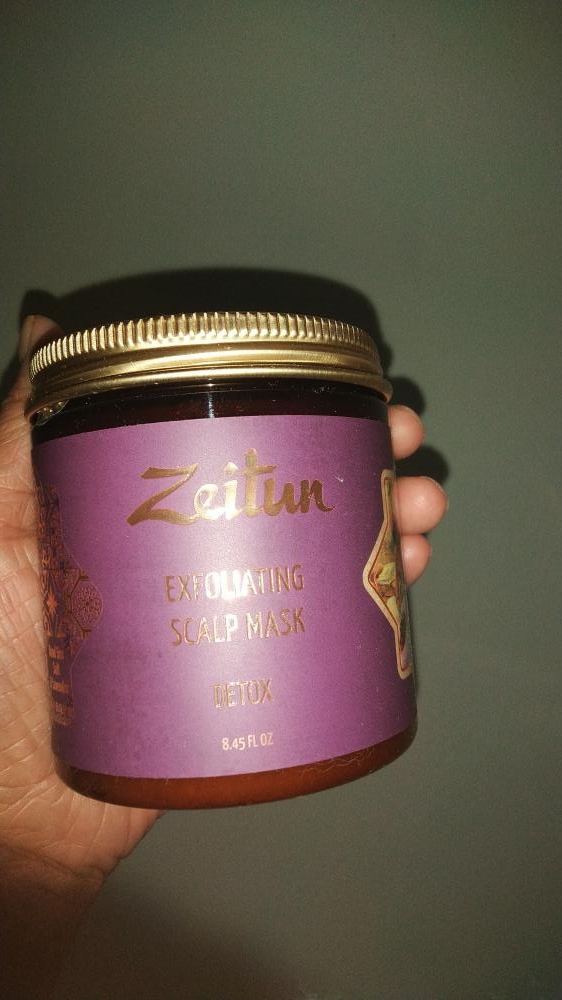 Zeitun
EXFOLIATING
SCALP MASK
DETOX
8.45 FL OZ